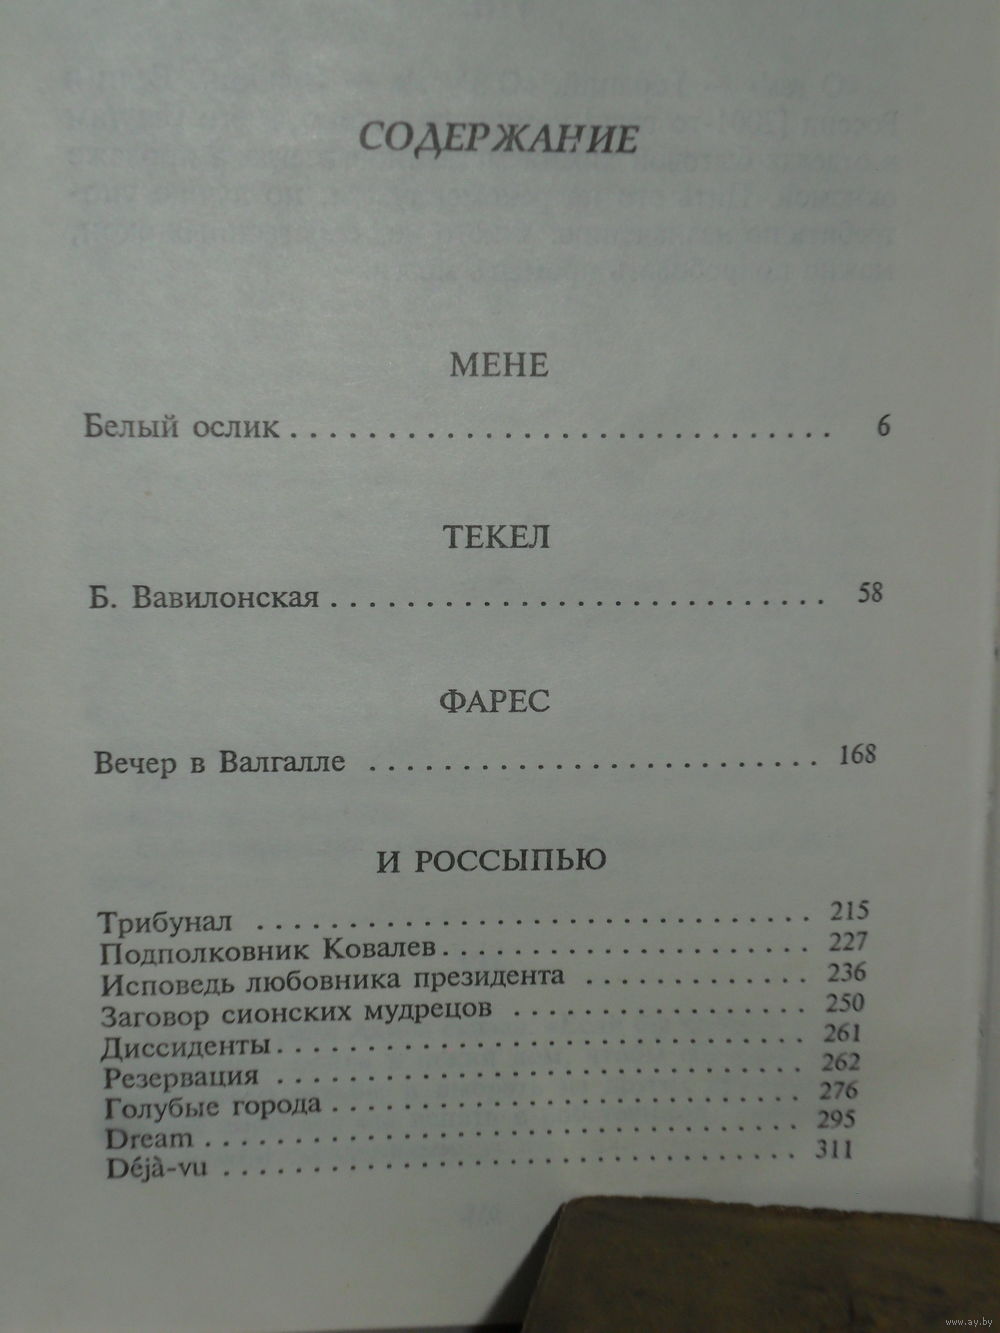 СОДЕРЖАНИЕ
МЕНЕ
Белый ослик . . . . . . . . . . . . . . . . . . . . . . . . . . . . 6
ТЕКЕЛ
Б. Вавилонская . . . . . . . . . . . . . . . . . . . . . . . . . 58
ФАРЕС
Вечер в Валгалле . . . . . . . . . . . . . . . . . . . . . . . 168
И РОССЫПЬЮ
Трибунал . . . . . . . . . . . . . . . . . . . . . . . . . . . . 215
Подполковник Ковалев . . . . . . . . . . . . . . . . . . . 227
Исповедь любовника президента . . . . . . . . . . . . 236
Заговор сионских мудрецов . . . . . . . . . . . . . . . 250
Диссиденты . . . . . . . . . . . . . . . . . . . . . . . . . . . 261
Резервация . . . . . . . . . . . . . . . . . . . . . . . . . . . 262
Голубые города . . . . . . . . . . . . . . . . . . . . . . . . 276
Dream . . . . . . . . . . . . . . . . . . . . . . . . . . . . . . . 295
Déjà-vu . . . . . . . . . . . . . . . . . . . . . . . . . . . . . . 311
www.ay.by